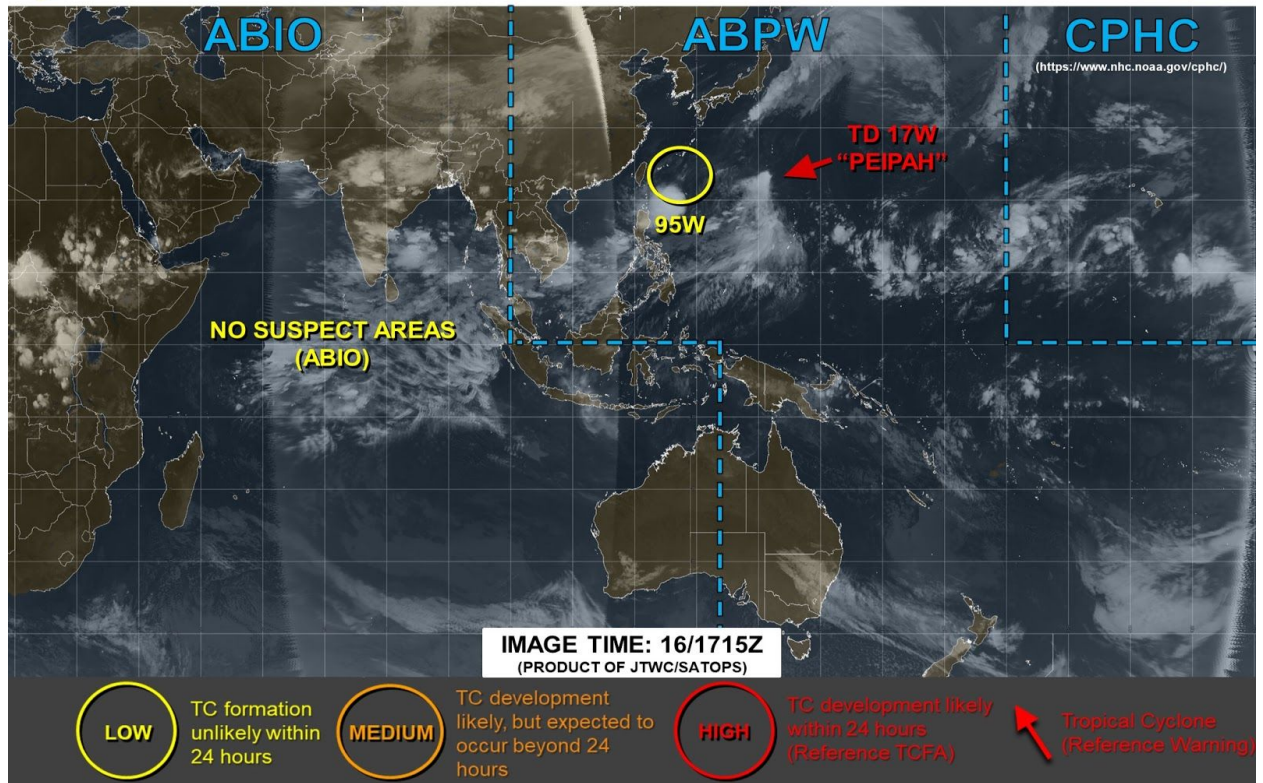 ABIO
ABPW
CPHC
(https://www.nhc.noaa.gov/cphc/)
TD 17W
“PEIPAH”
95W
NO SUSPECT AREAS
(ABIO)
IMAGE TIME: 16/1715Z
(PRODUCT OF JTWC/SATOPS)
LOW
TC formation
unlikely within
24 hours
MEDIUM
TC development
likely, but expected to
occur beyond 24
hours
HIGH
TC development likely
within 24 hours
(Reference TCFA)
Tropical Cyclone
(Reference Warning)